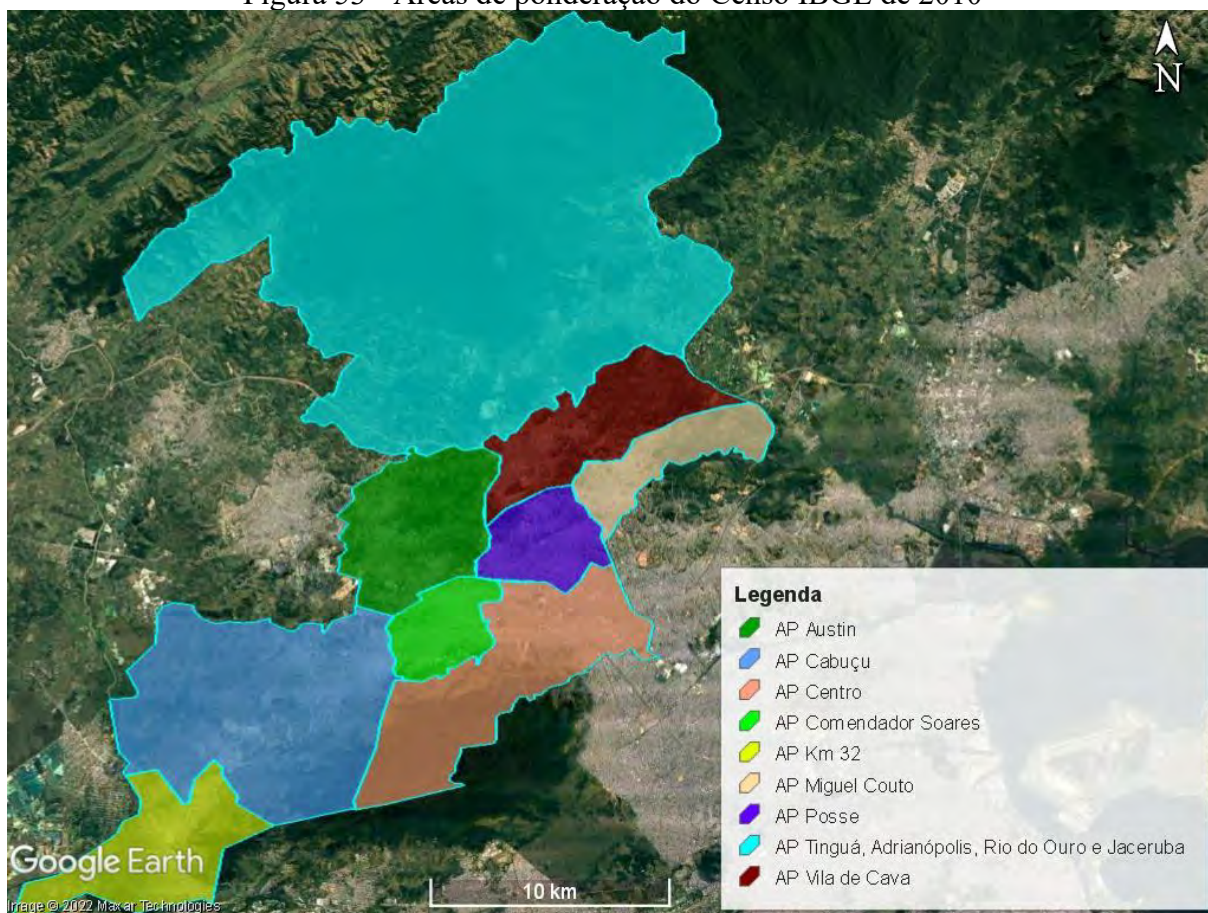 Figura 53 - Áreas de ponderação do Censo IBGE de 2010
N
Legenda
AP Austin
AP Cabuçu
AP Centro
AP Comendador Soares
AP Km 32
AP Miguel Couto
AP Posse
AP Tinguá, Adrianópolis, Rio do Ouro e Jaceruba
AP Vila de Cava
Google Earth
10 km
Image © 2022 Maxar Technologies